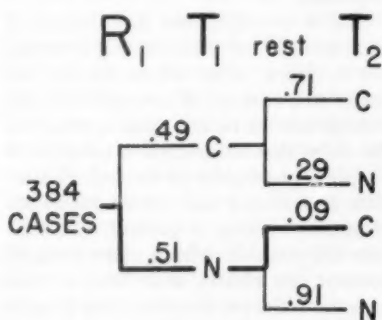 R₁ T₁ rest T₂
.71 C
.49 C
.29 N
384
CASES
.09 C
.51 N
.91 N